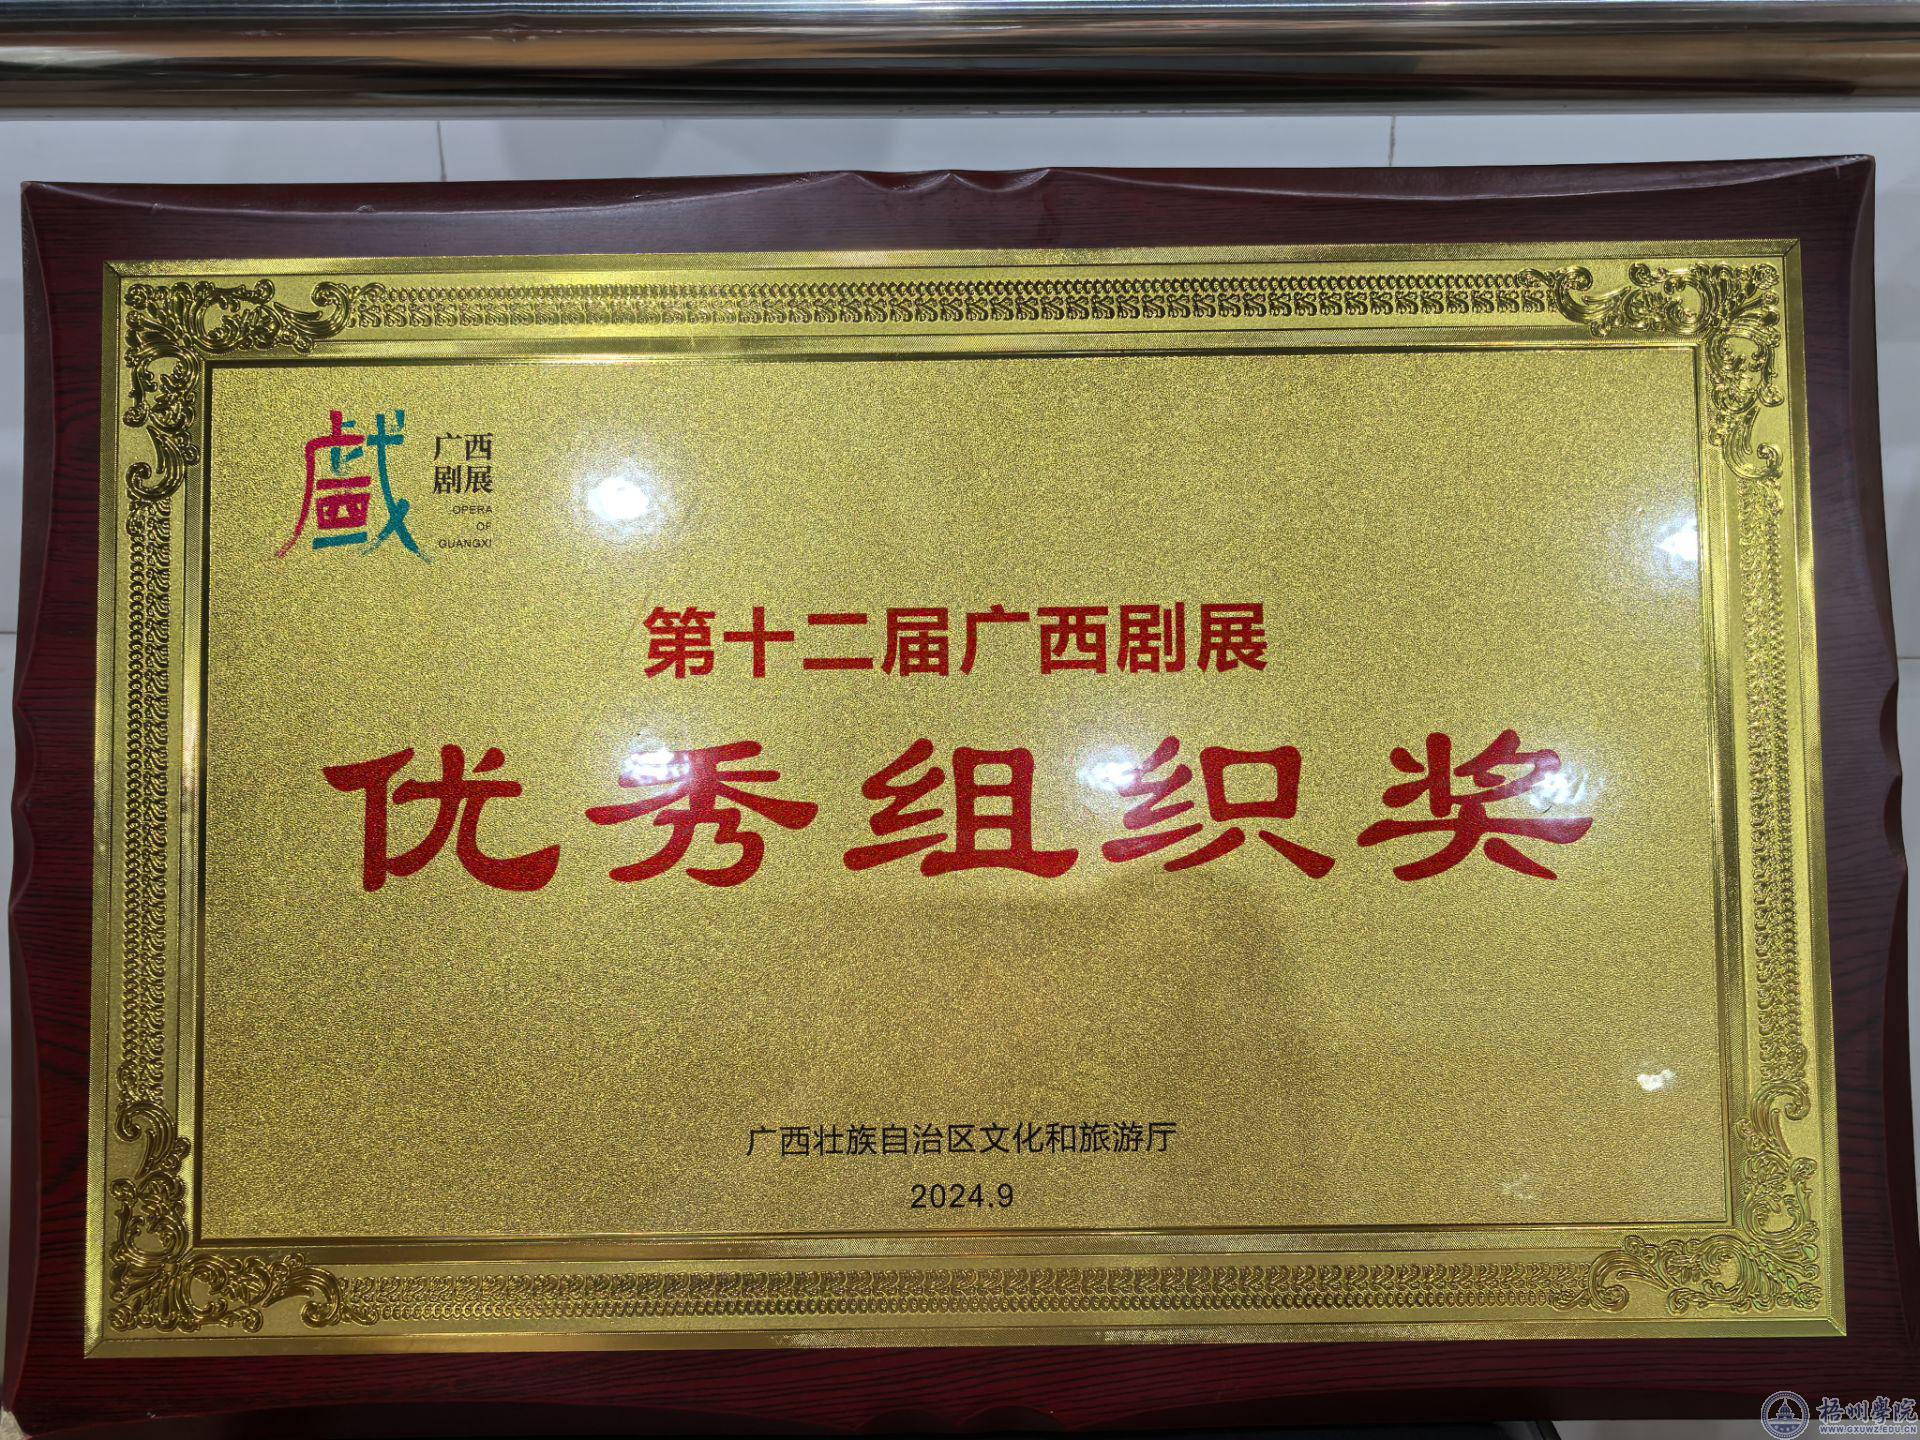 戲
广西
剧展
OPERA
OF
GUANGXI
第十二届广西剧展
优秀组织奖
广西壮族自治区文化和旅游厅
2024.9
梧州學院
WWW.GXUWZ.EDU.CN